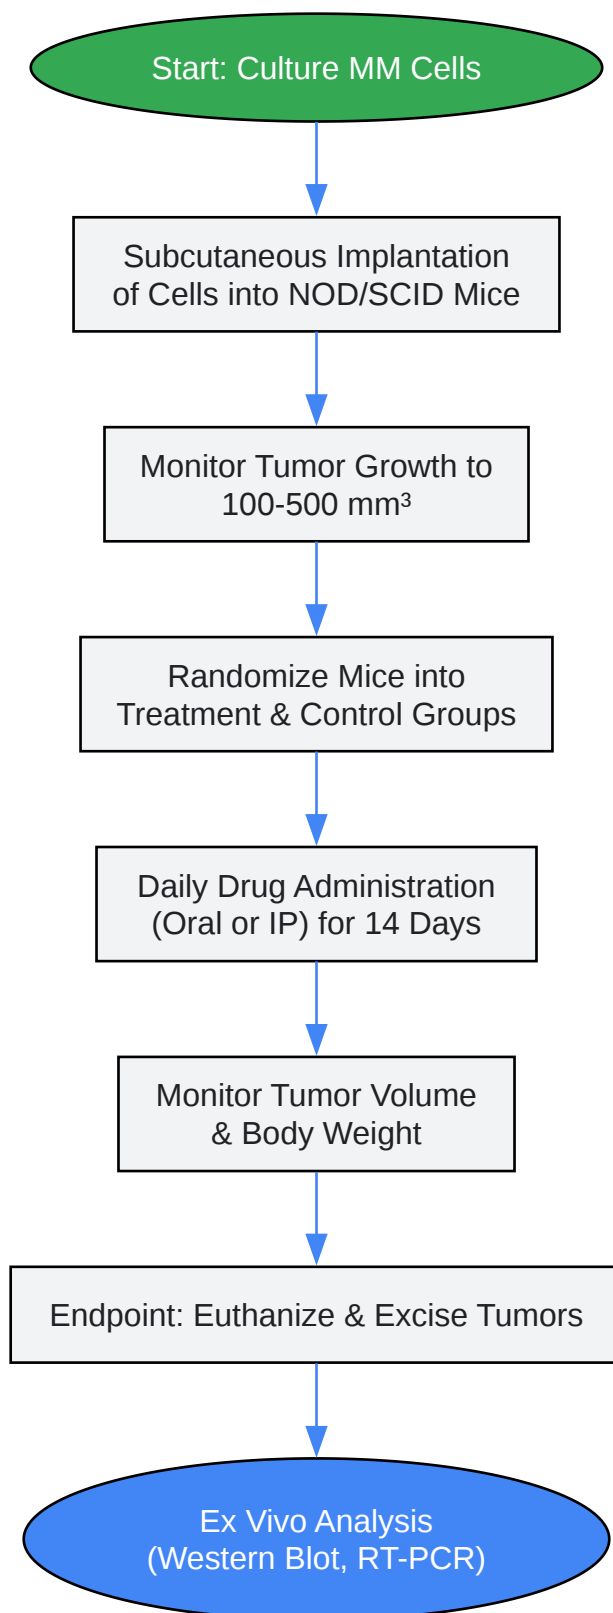 Start: Culture MM Cells
Subcutaneous Implantation
of Cells into NOD/SCID Mice
Monitor Tumor Growth to
100-500 mm³
Randomize Mice into
Treatment & Control Groups
Daily Drug Administration
(Oral or IP) for 14 Days
Monitor Tumor Volume
& Body Weight
Endpoint: Euthanize & Excise Tumors
Ex Vivo Analysis
(Western Blot, RT-PCR)